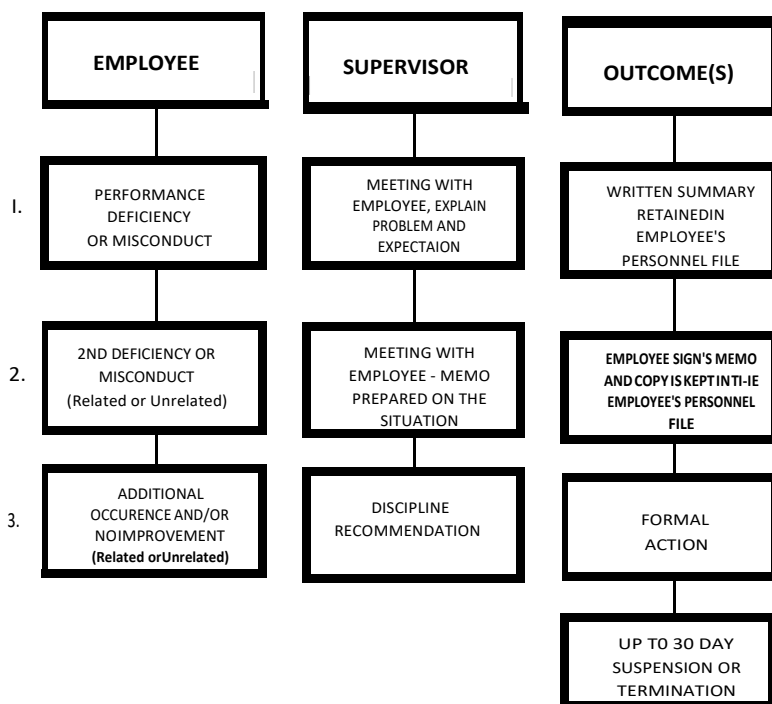 EMPLOYEE
SUPERVISOR
OUTCOME(S)
I.
PERFORMANCE
DEFICIENCY
OR MISCONDUCT
MEETING WITH
EMPLOYEE, EXPLAIN
PROBLEM AND
EXPECTAION
WRITTEN SUMMARY
RETAINEDIN
EMPLOYEE'S
PERSONNEL FILE
2.
2ND DEFICIENCY OR
MISCONDUCT
(Related or Unrelated)
MEETING WITH
EMPLOYEE - MEMO
PREPARED ON THE
SITUATION
EMPLOYEE SIGN'S MEMO
AND COPY IS KEPT INTI-IE
EMPLOYEE'S PERSONNEL
FILE
3.
ADDITIONAL
OCCURENCE AND/OR
NOIMPROVEMENT
(Related orUnrelated)
DISCIPLINE
RECOMMENDATION
FORMAL
ACTION
UP T0 30 DAY
SUSPENSION OR
TERMINATION